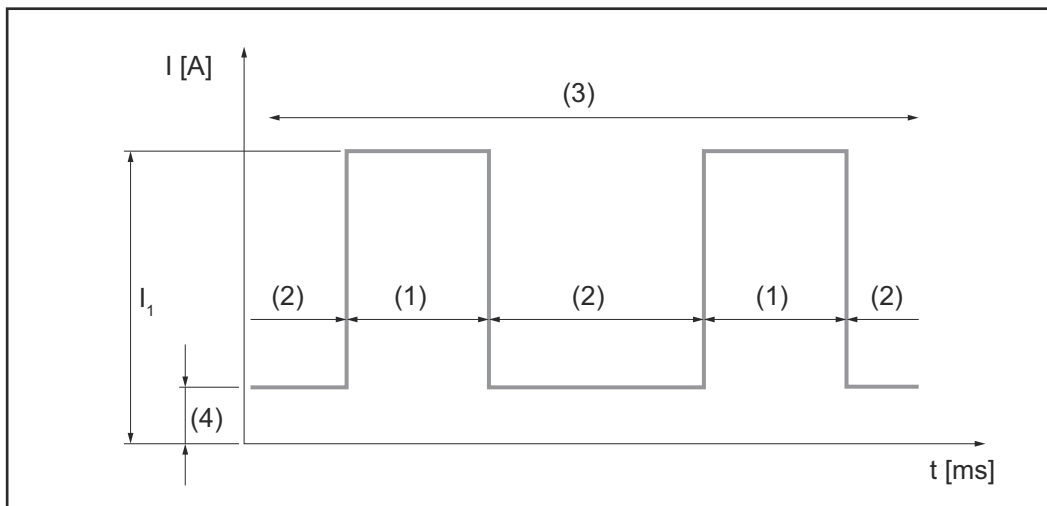 I [A]
(3)
I₁
(2) (1) (2) (1) (2)
(4)
t [ms]